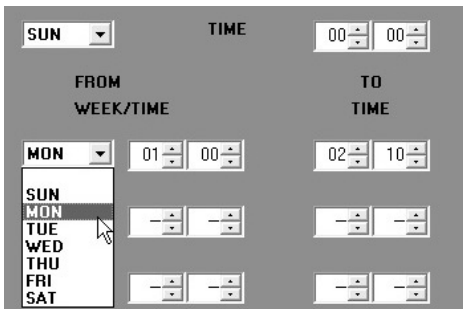 SUN TIME 00 00
FROM TO
WEEK/TIME TIME
MON 01 00 02 10
SUN
MON
TUE – – – –
WED
THU
FRI – – – –
SAT